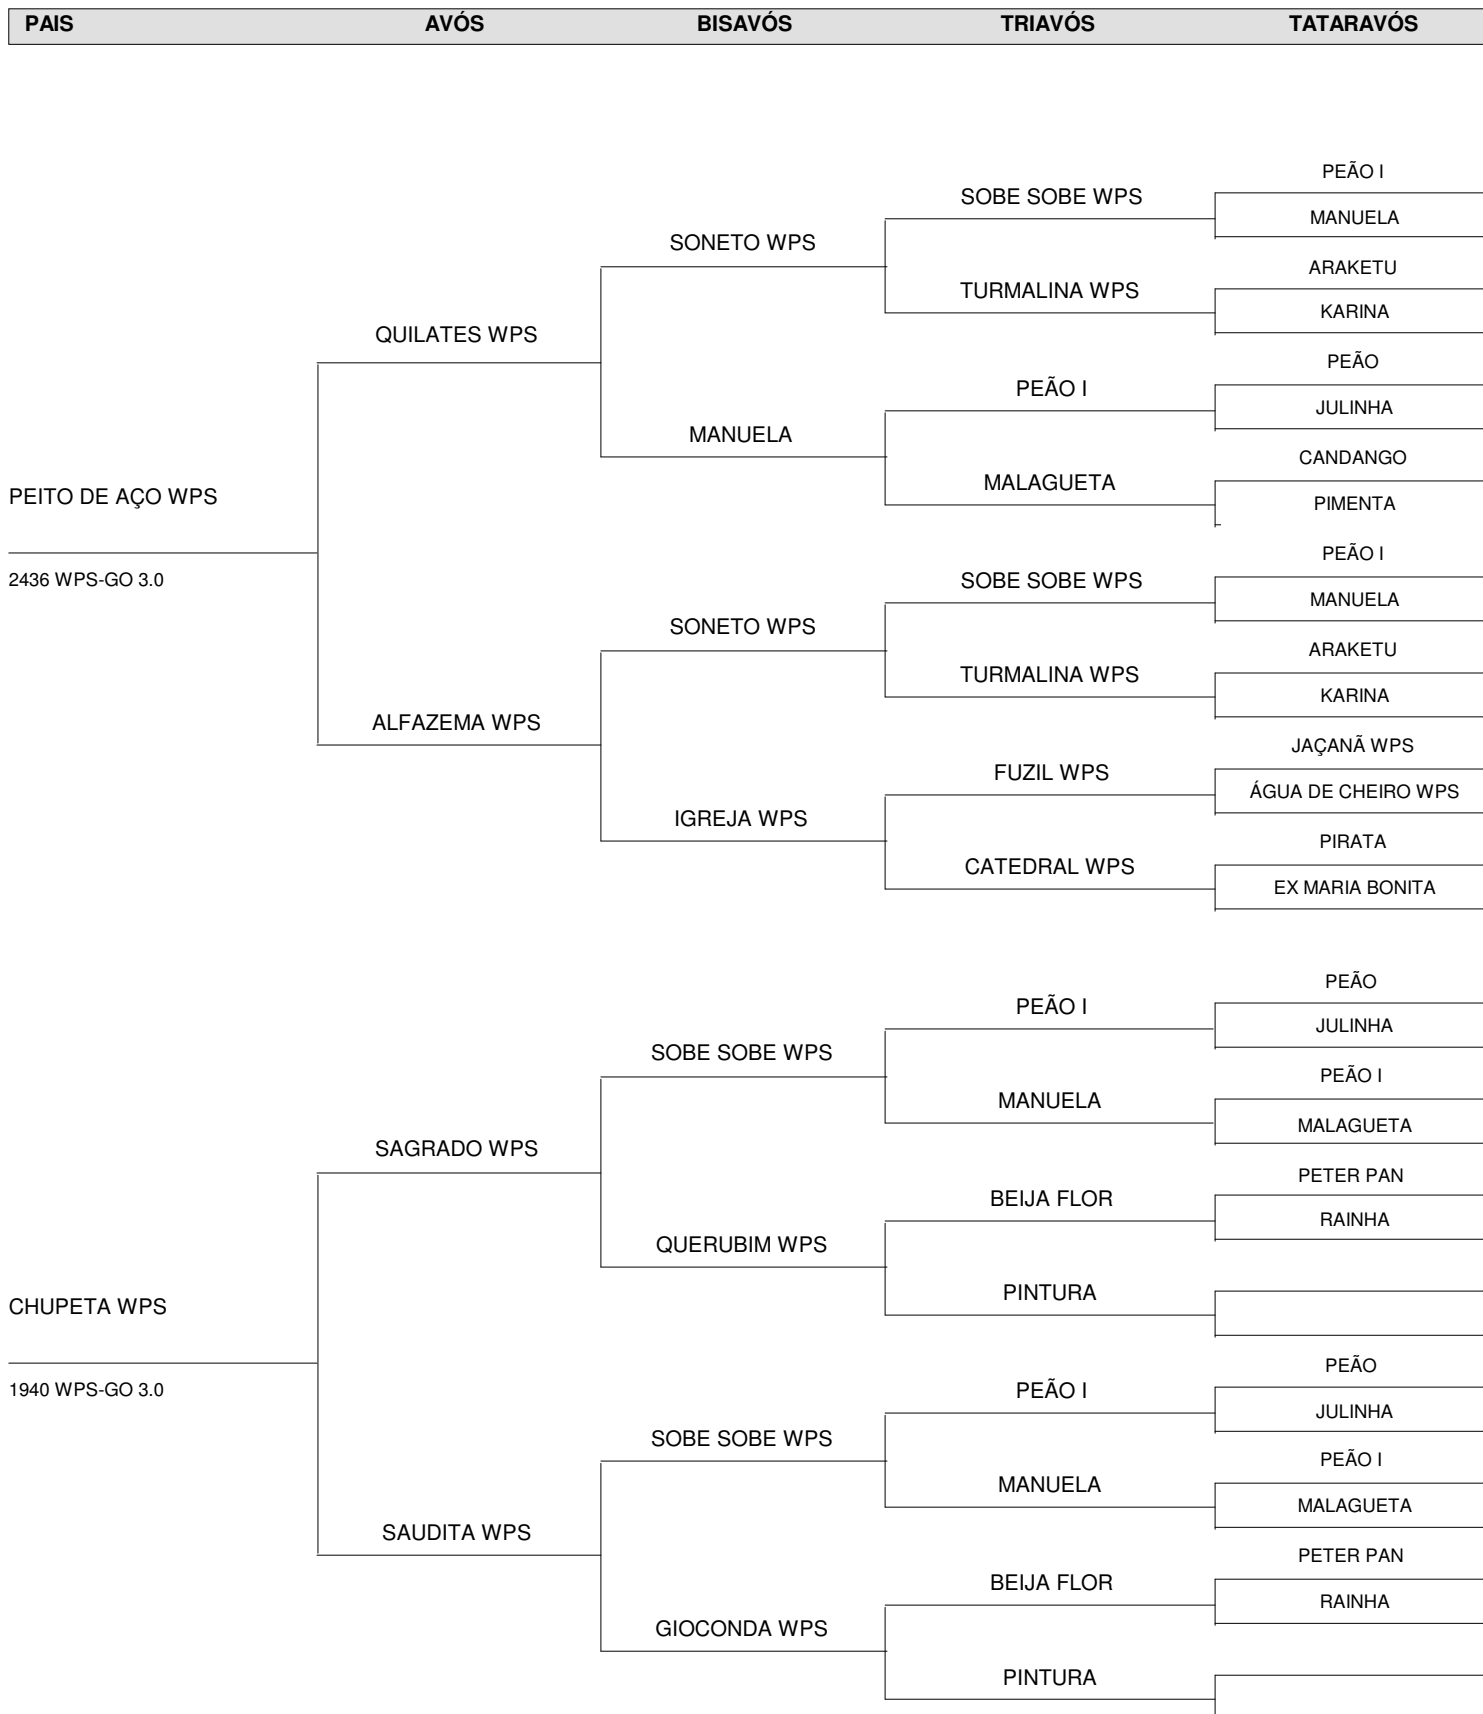 PAIS AVÓS BISAVÓS TRIAVÓS TATARAVÓS
PEÃO I
SOBE SOBE WPS
MANUELA
SONETO WPS
ARAKETU
TURMALINA WPS
KARINA
QUILATES WPS
PEÃO
PEÃO I
JULINHA
MANUELA
CANDANGO
MALAGUETA
PEITO DE AÇO WPS
PIMENTA
PEÃO I
2436 WPS-GO 3.0
SOBE SOBE WPS
MANUELA
SONETO WPS
ARAKETU
TURMALINA WPS
KARINA
ALFAZEMA WPS
JAÇANÃ WPS
FUZIL WPS
ÁGUA DE CHEIRO WPS
IGREJA WPS
PIRATA
CATEDRAL WPS
EX MARIA BONITA
PEÃO
PEÃO I
JULINHA
SOBE SOBE WPS
PEÃO I
MANUELA
MALAGUETA
SAGRADO WPS
PETER PAN
BEIJA FLOR
RAINHA
QUERUBIM WPS
PINTURA
CHUPETA WPS
PEÃO
1940 WPS-GO 3.0
PEÃO I
JULINHA
SOBE SOBE WPS
PEÃO I
MANUELA
MALAGUETA
SAUDITA WPS
PETER PAN
BEIJA FLOR
RAINHA
GIOCONDA WPS
PINTURA